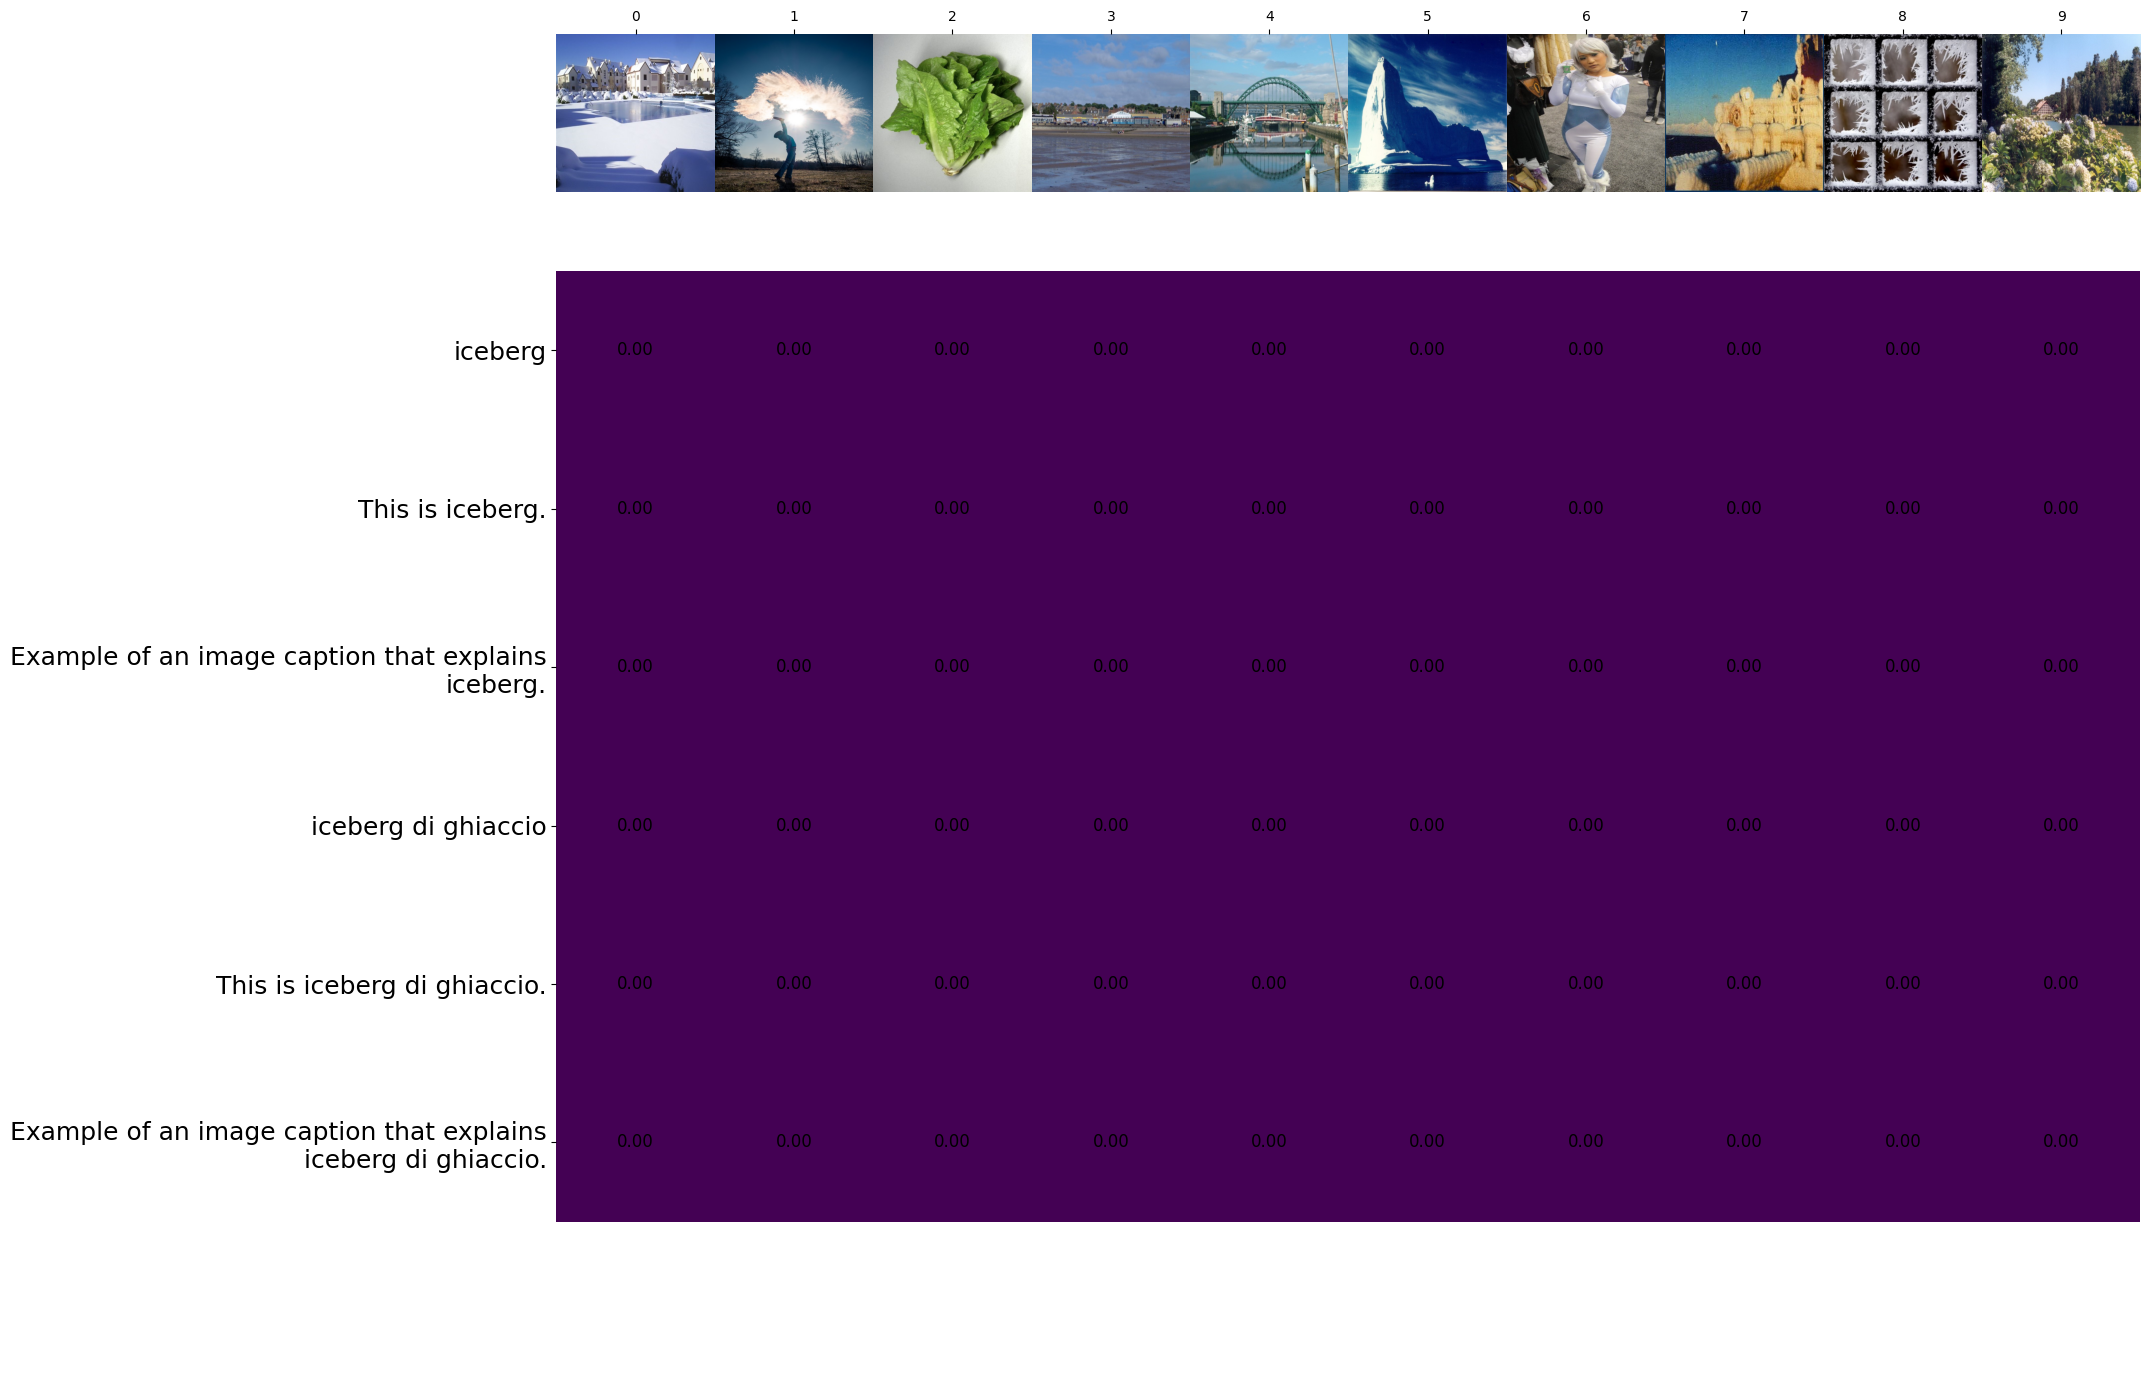 0 1 2 3 4 5 6 7 8 9
iceberg 0.00 0.00 0.00 0.00 0.00 0.00 0.00 0.00 0.00 0.00
This is iceberg. 0.00 0.00 0.00 0.00 0.00 0.00 0.00 0.00 0.00 0.00
Example of an image caption that explains
iceberg. 0.00 0.00 0.00 0.00 0.00 0.00 0.00 0.00 0.00 0.00
iceberg di ghiaccio 0.00 0.00 0.00 0.00 0.00 0.00 0.00 0.00 0.00 0.00
This is iceberg di ghiaccio. 0.00 0.00 0.00 0.00 0.00 0.00 0.00 0.00 0.00 0.00
Example of an image caption that explains
iceberg di ghiaccio. 0.00 0.00 0.00 0.00 0.00 0.00 0.00 0.00 0.00 0.00